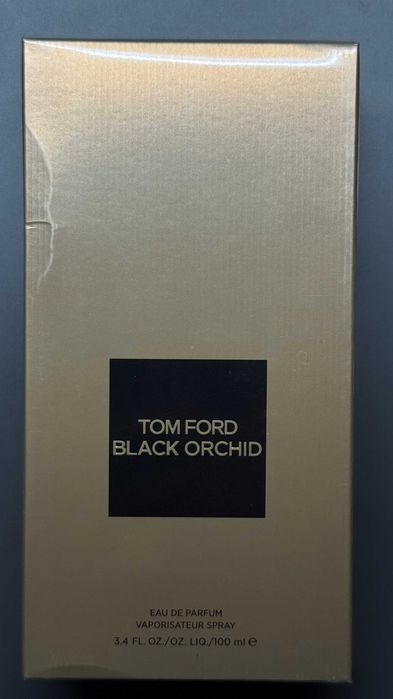 TOM FORD
BLACK ORCHID
EAU DE PARFUM
VAPORISATEUR SPRAY
3.4 FL. OZ./OZ. LIQ./100 ml ℮